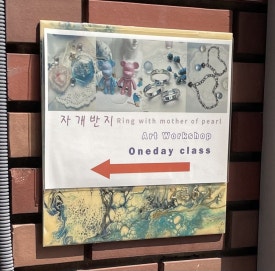 자개반지 Ring with mother of pearl
Art Workshop
Oneday class